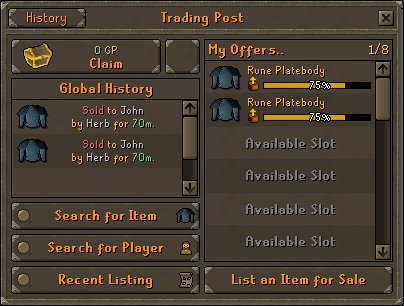 History
Trading Post
0 GP
Claim
Global History
Sold to John
by Herb for 70m.
Sold to John
by Herb for 70m.
Search for Item
Search for Player
Recent Listing
My Offers..
1/8
Rune Platebody
75%
Rune Platebody
75%
Available Slot
Available Slot
Available Slot
Available Slot
List an Item for Sale